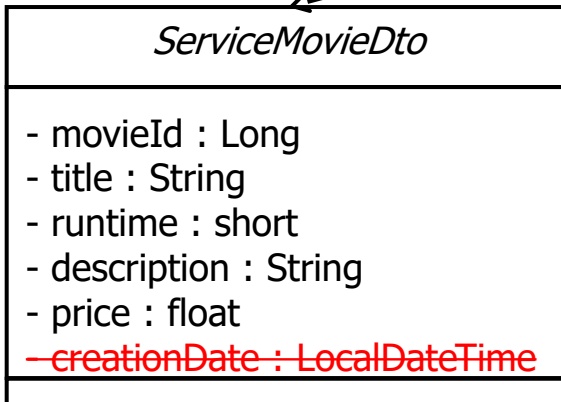 ServiceMovieDto
- movieId : Long
- title : String
- runtime : short
- description : String
- price : float
- creationDate : LocalDateTime